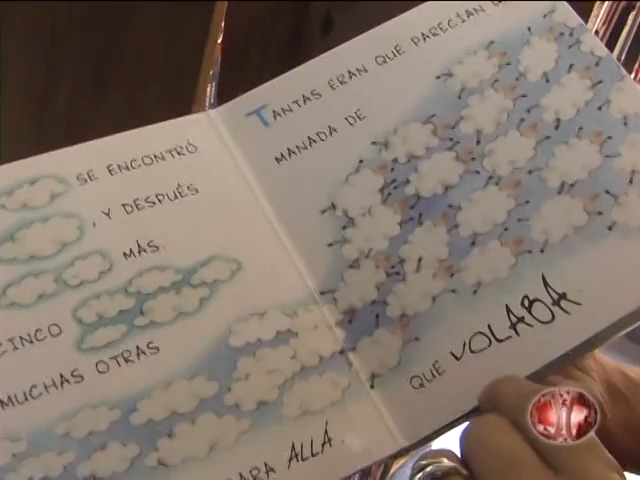 SE ENCONTRÓ
, Y DESPUÉS
MÁS.
CINCO
MUCHAS OTRAS
ALLÁ.
TANTAS ERAN QUE PARECÍAN
MANADA DE
QUE VOLABA